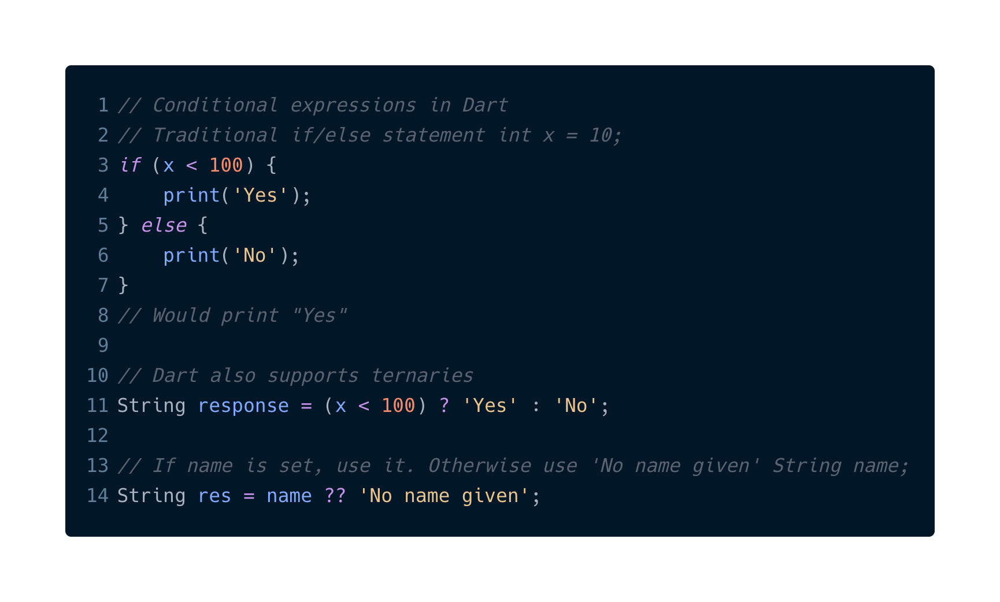 1 // Conditional expressions in Dart
2 // Traditional if/else statement int x = 10;
3 if (x < 100) {
4     print('Yes');
5 } else {
6     print('No');
7 }
8 // Would print "Yes"
9
10 // Dart also supports ternaries
11 String response = (x < 100) ? 'Yes' : 'No';
12
13 // If name is set, use it. Otherwise use 'No name given' String name;
14 String res = name ?? 'No name given';